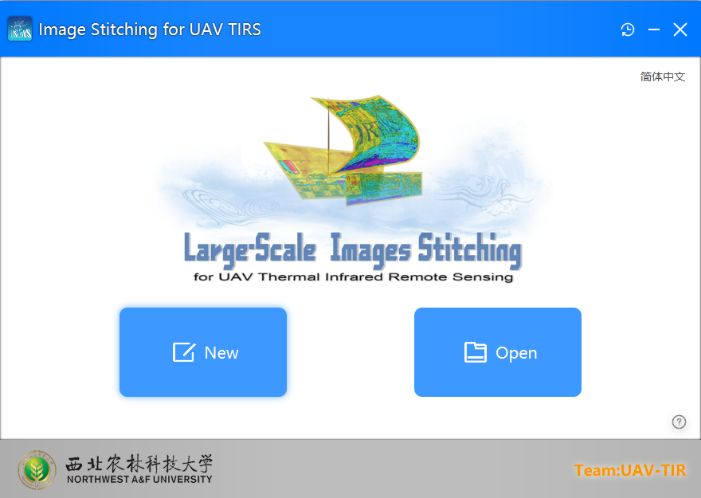 Image Stitching for UAV TIRS
简体中文
Large-Scale Images Stitching
for UAV Thermal Infrared Remote Sensing
New
Open
西北农林科技大学
NORTHWEST A&F UNIVERSITY
Team:UAV-TIR